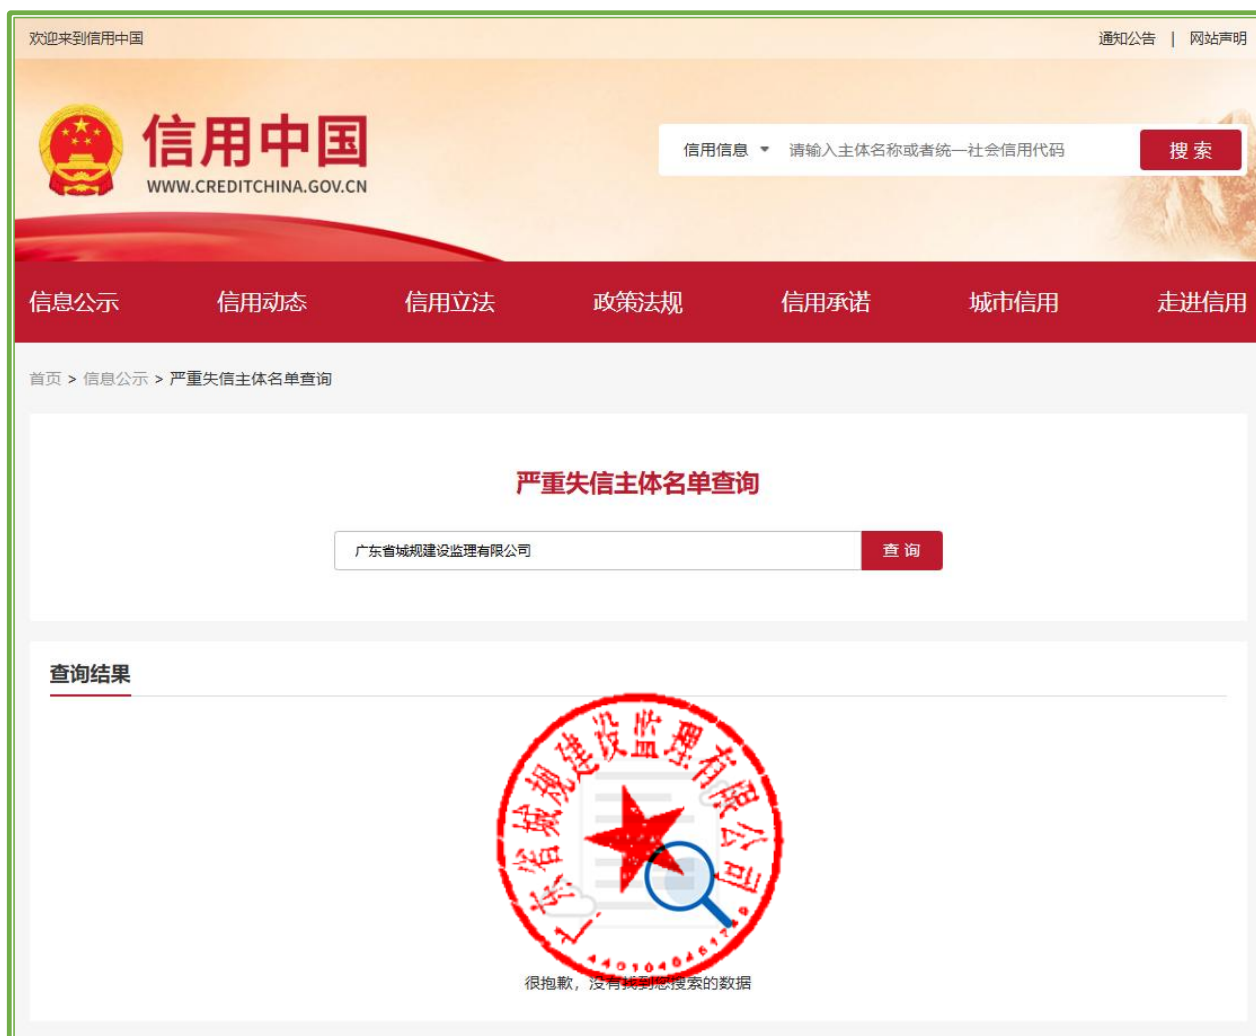 欢迎来到信用中国
通知公告 | 网站声明
信用中国
WWW.CREDITCHINA.GOV.CN
信用信息 请输入主体名称或者统一社会信用代码 搜索
信息公示 信用动态 信用立法 政策法规 信用承诺 城市信用 走进信用
首页 > 信息公示 > 严重失信主体名单查询
严重失信主体名单查询
广东省城规建设监理有限公司 查询
查询结果
广东省城规建设监理有限公司
很抱歉，没有找到您搜索的数据